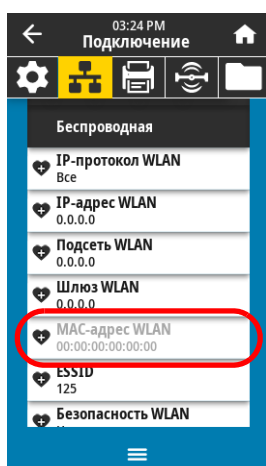 03:24 PM
Подключение
Беспроводная
IP-протокол WLAN
Все
IP-адрес WLAN
0.0.0.0
Подсеть WLAN
0.0.0.0
Шлюз WLAN
0.0.0.0
MAC-адрес WLAN
00:00:00:00:00:00
ESSID
125
Безопасность WLAN